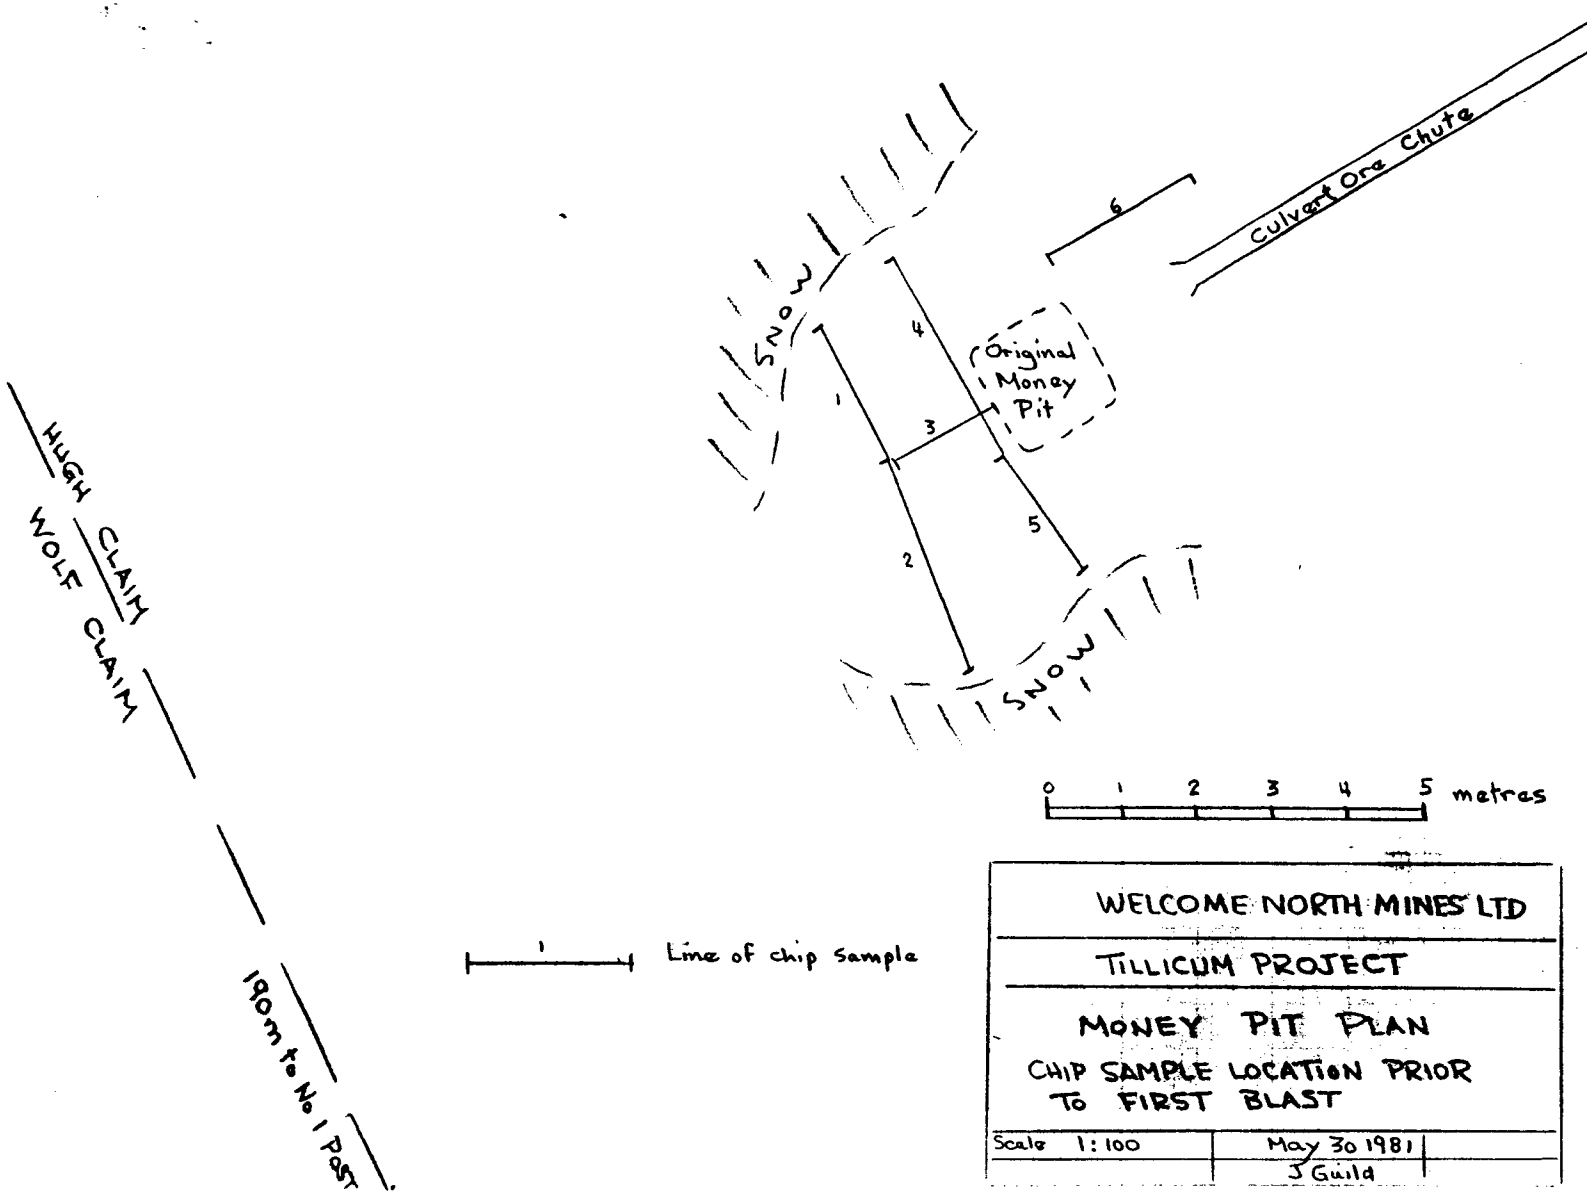 Culvert Ore Chute
6
SNOW
4
Original
Money
Pit
1
3
HUGH CLAIM
WOLF CLAIM
5
2
SNOW
0 1 2 3 4 5 metres
1 Line of chip sample
190m to No 1 Post
WELCOME NORTH MINES LTD
TILLICUM PROJECT
MONEY PIT PLAN
CHIP SAMPLE LOCATION PRIOR
TO FIRST BLAST
Scale 1:100 May 30 1981
J Guild